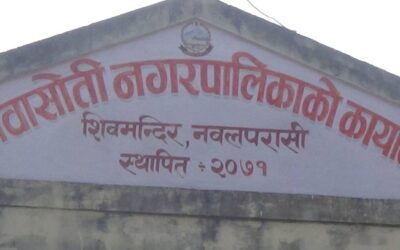 वासोती नगरपालिकाको कार्या
शिवमन्दिर, नवलपरासी
स्थापित ÷ २०७१